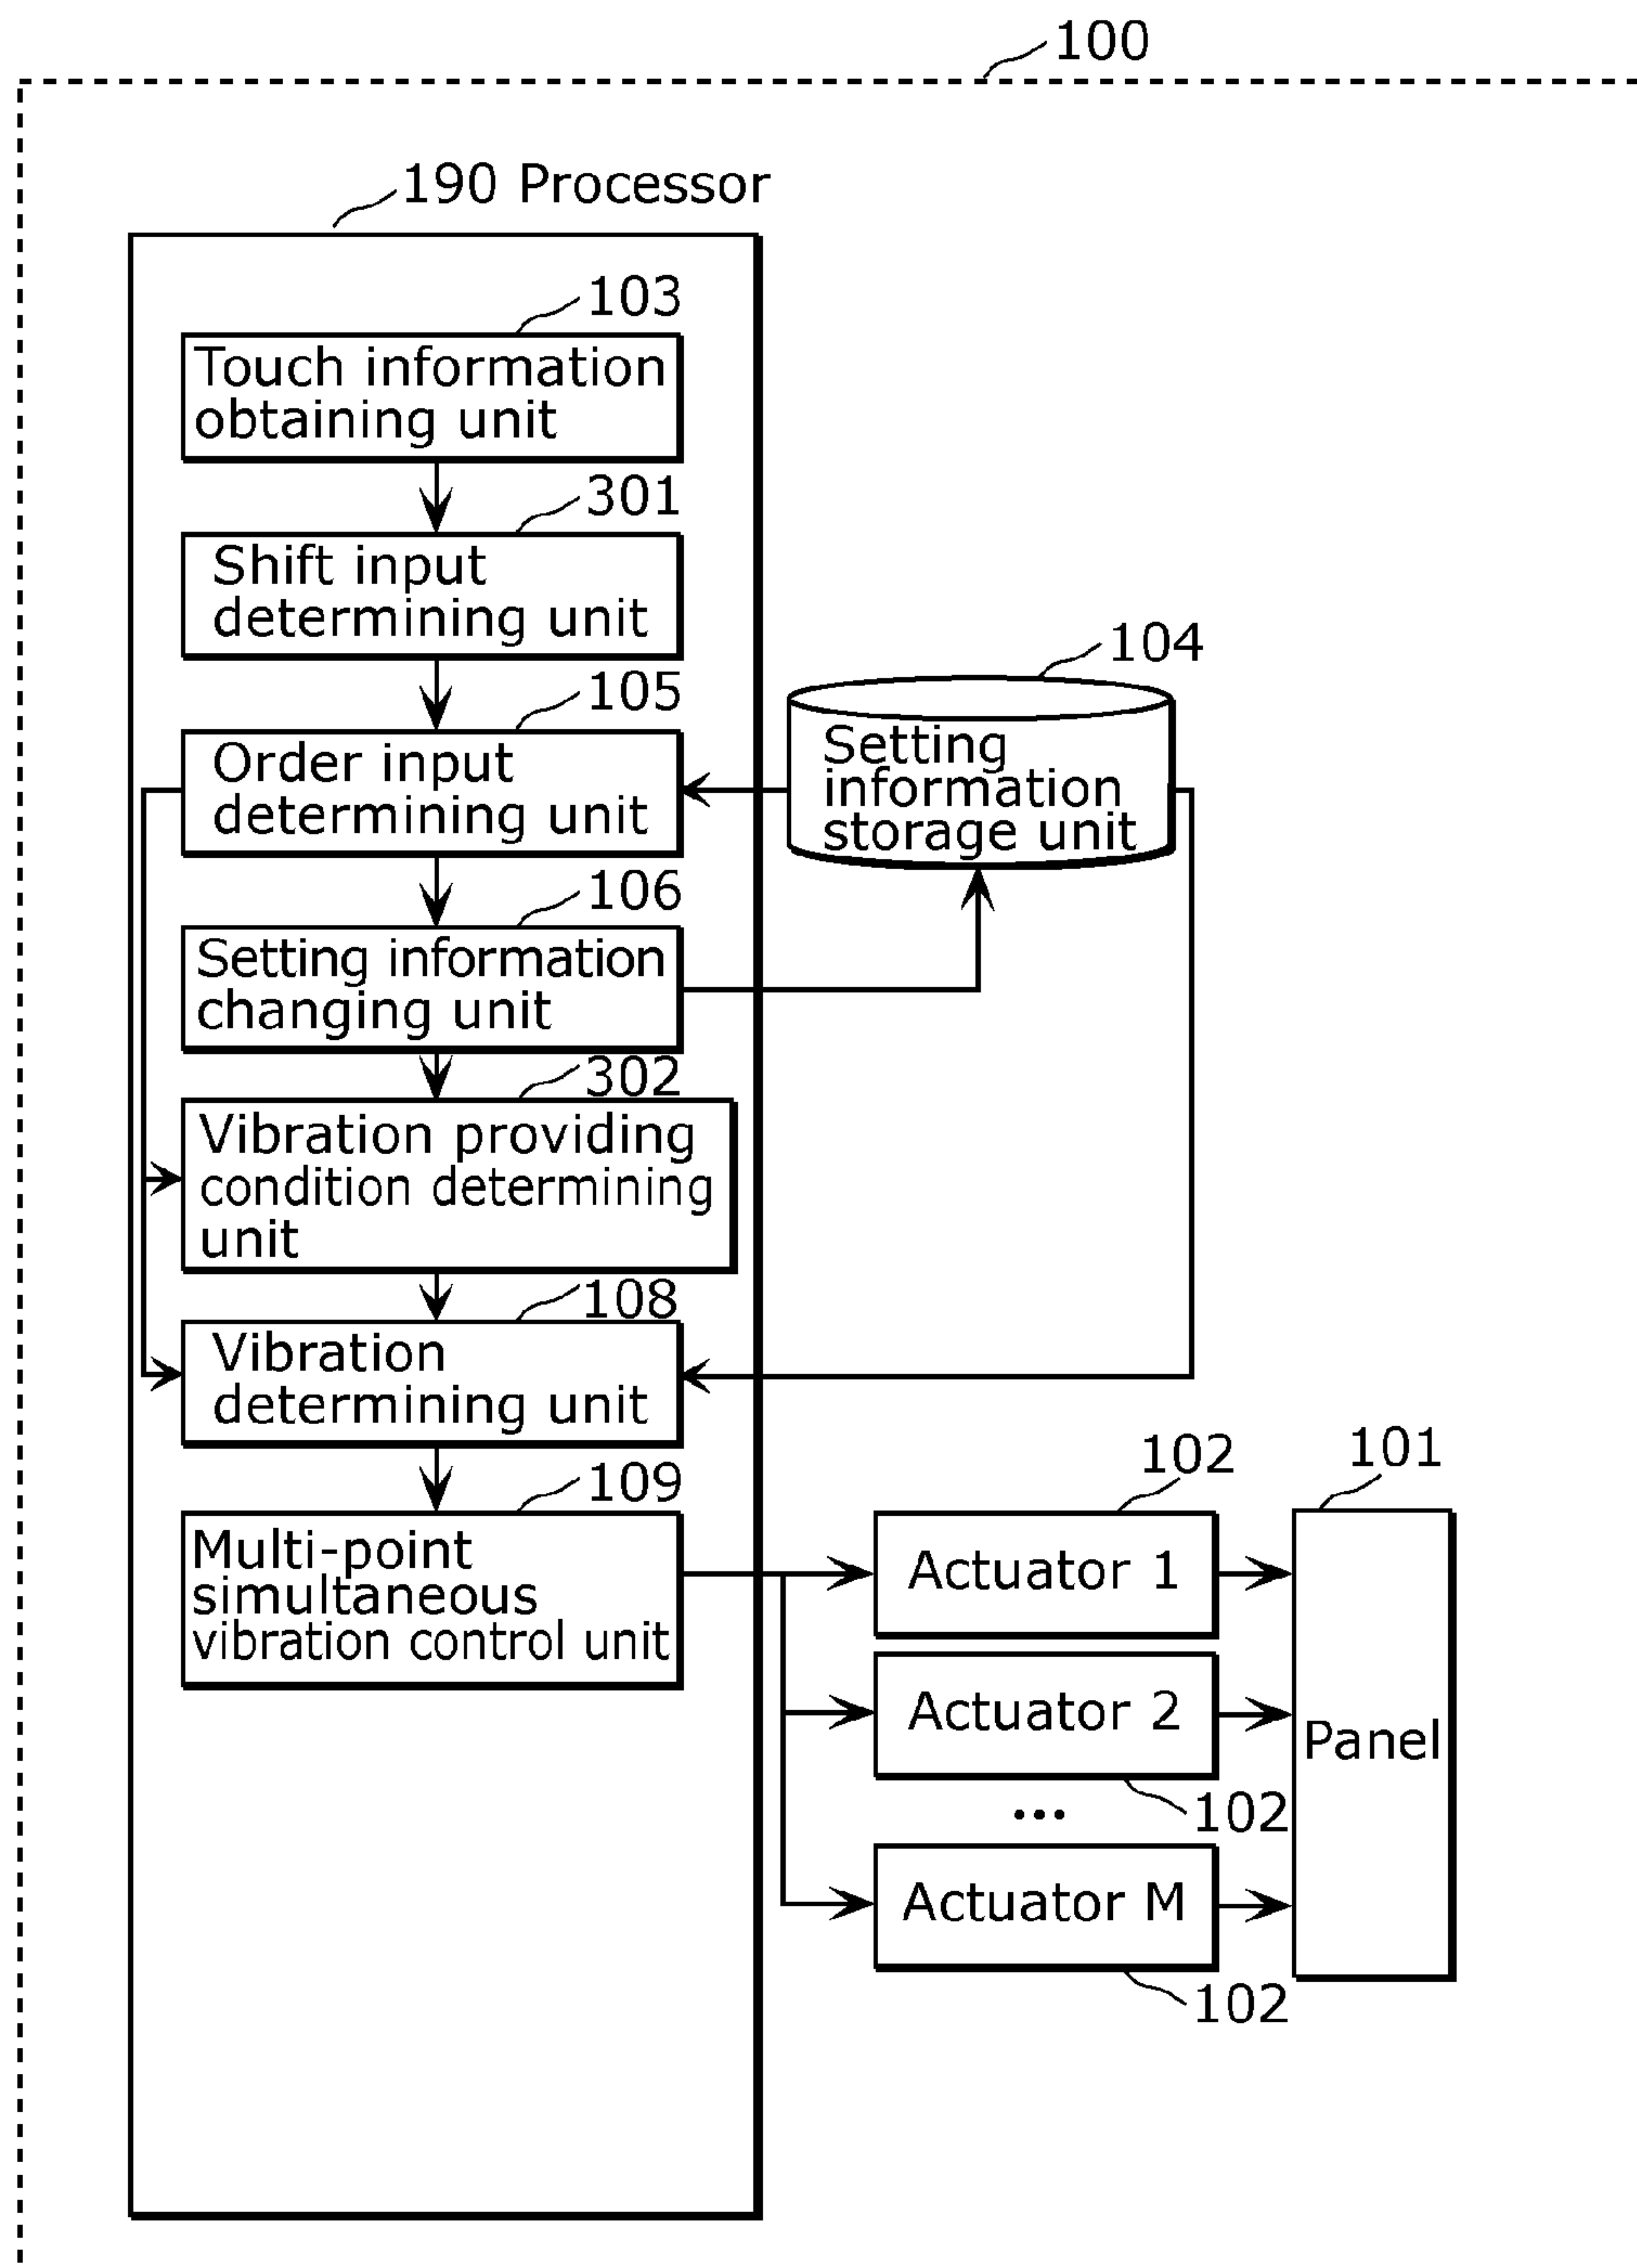 100
190 Processor
103
Touch information
obtaining unit
301
Shift input
determining unit
104
105
Order input
determining unit
Setting
information
storage unit
106
Setting information
changing unit
302
Vibration providing
condition determining
unit
108
Vibration
determining unit
109
Multi-point
simultaneous
vibration control unit
102
101
Actuator 1
Actuator 2
Panel
102
...
Actuator M
102